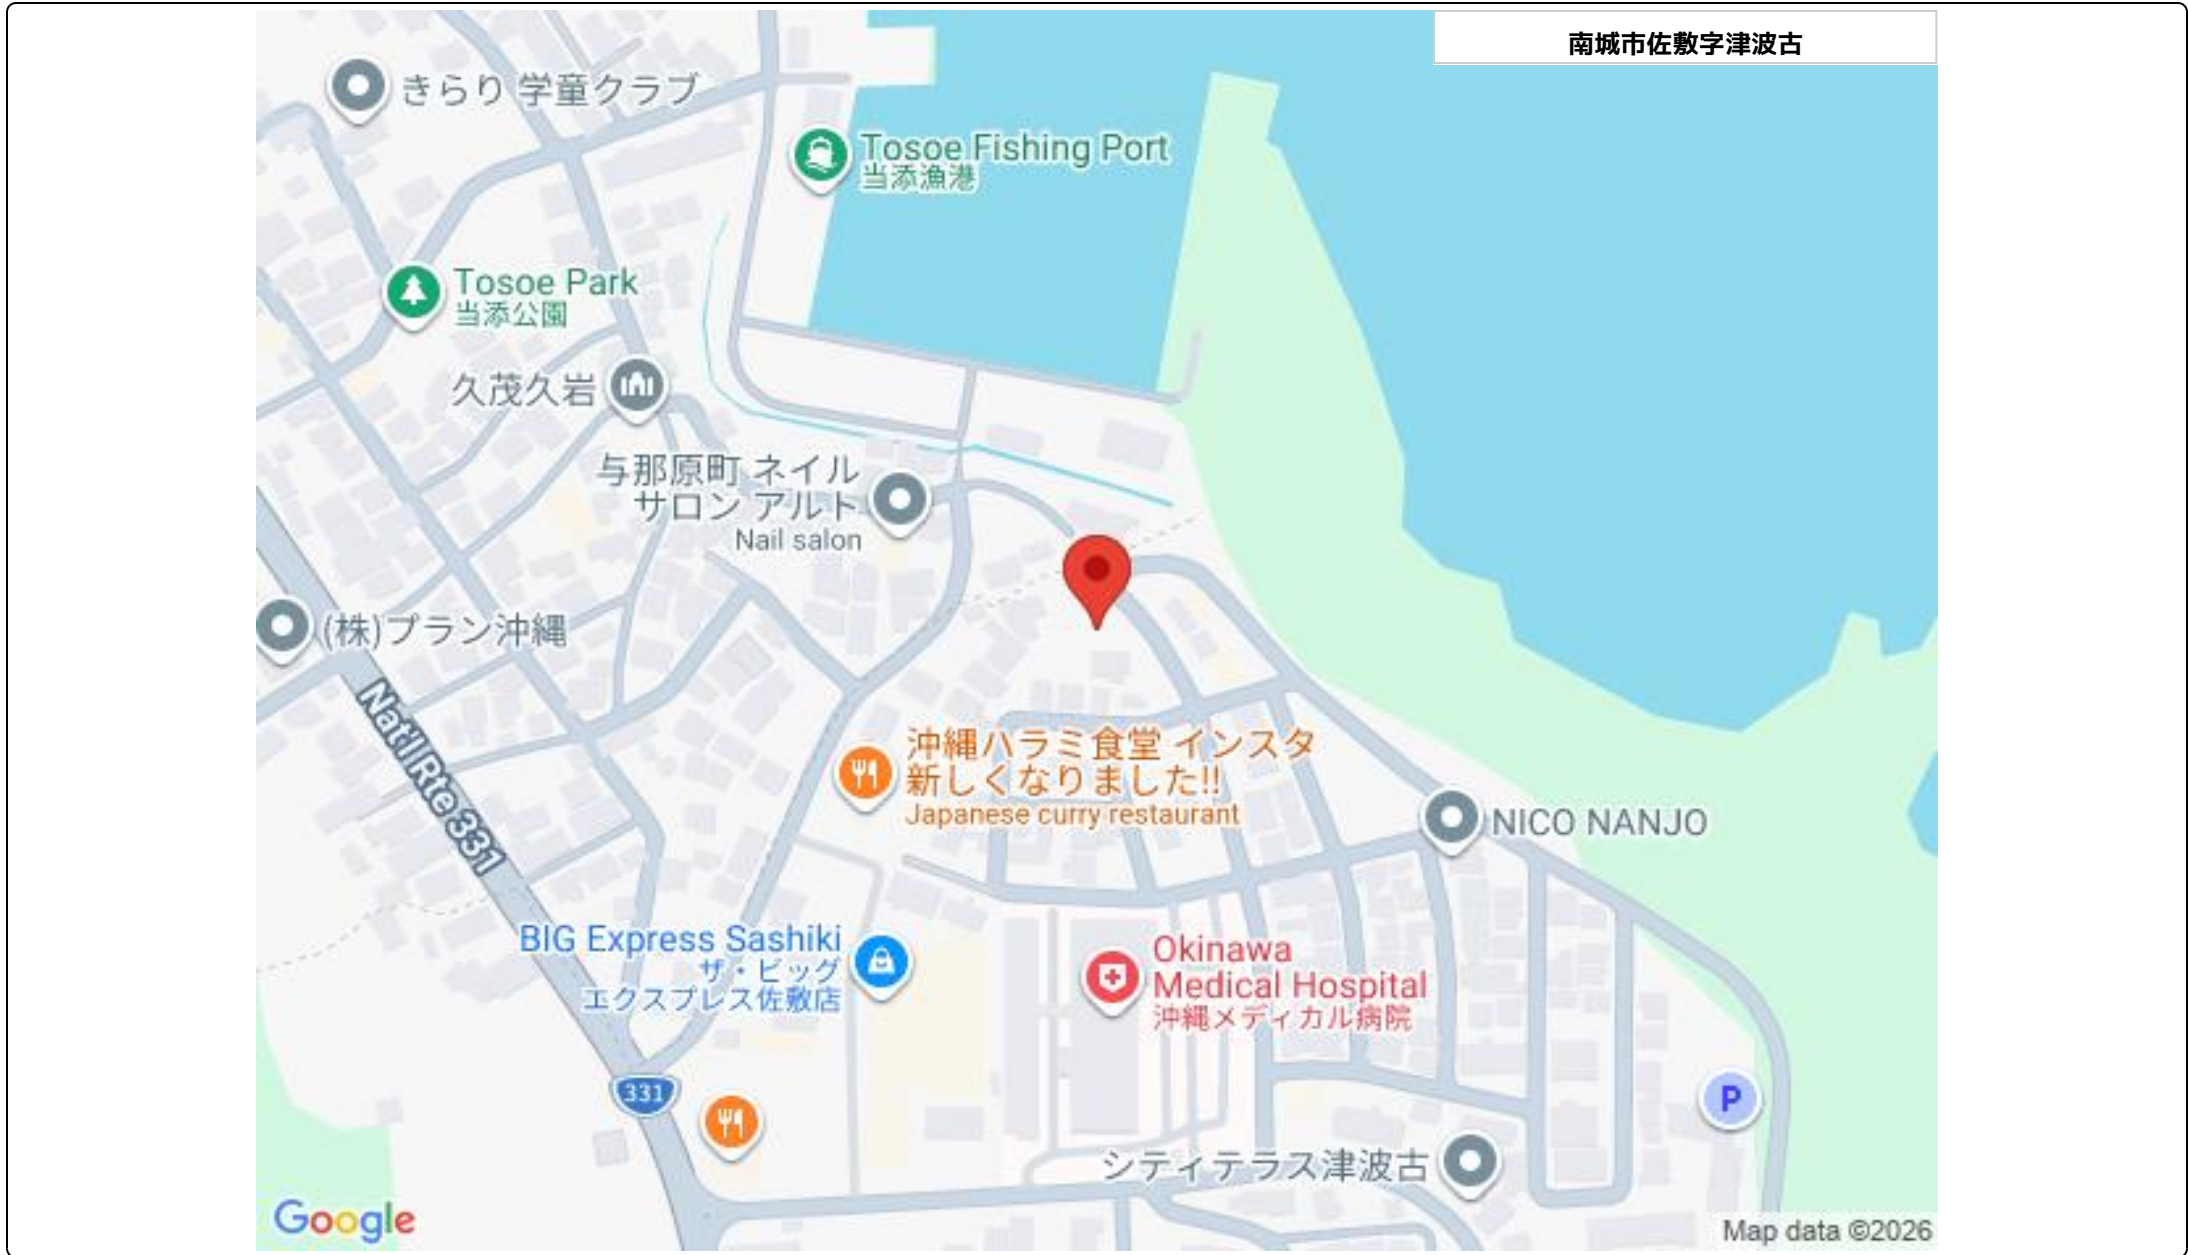 南城市佐敷字津波古
きらり 学童クラブ
Tosoe Fishing Port
当添漁港
Tosoe Park
当添公園
久茂久岩
与那原町 ネイル
サロン アルト
Nail salon
(株)プラン沖縄
Nat'l Rte 331
沖縄ハラミ食堂 インスタ
新しくなりました!!
Japanese curry restaurant
NICO NANJO
BIG Express Sashiki
ザ・ビッグ
エクスプレス佐敷店
Okinawa
Medical Hospital
沖縄メディカル病院
331
P
シティテラス津波古
Google
Map data ©2026